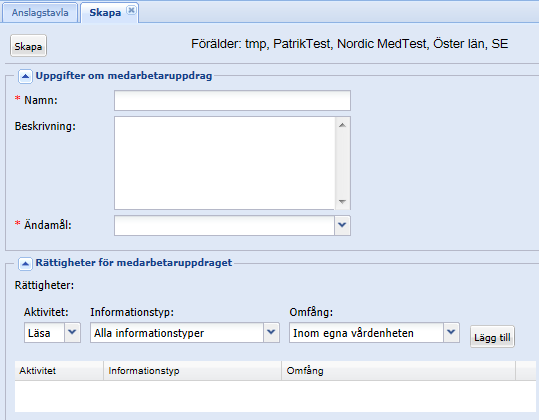 Anslagstavla Skapa
Skapa Förälder: tmp, PatrikTest, Nordic MedTest, Öster län, SE
Uppgifter om medarbetaruppdrag
* Namn:
Beskrivning:
* Ändamål:
Rättigheter för medarbetaruppdraget
Rättigheter:
Aktivitet: Informationstyp: Omfång:
Läsa Alla informationstyper Inom egna vårdenheten Lägg till
Aktivitet Informationstyp Omfång